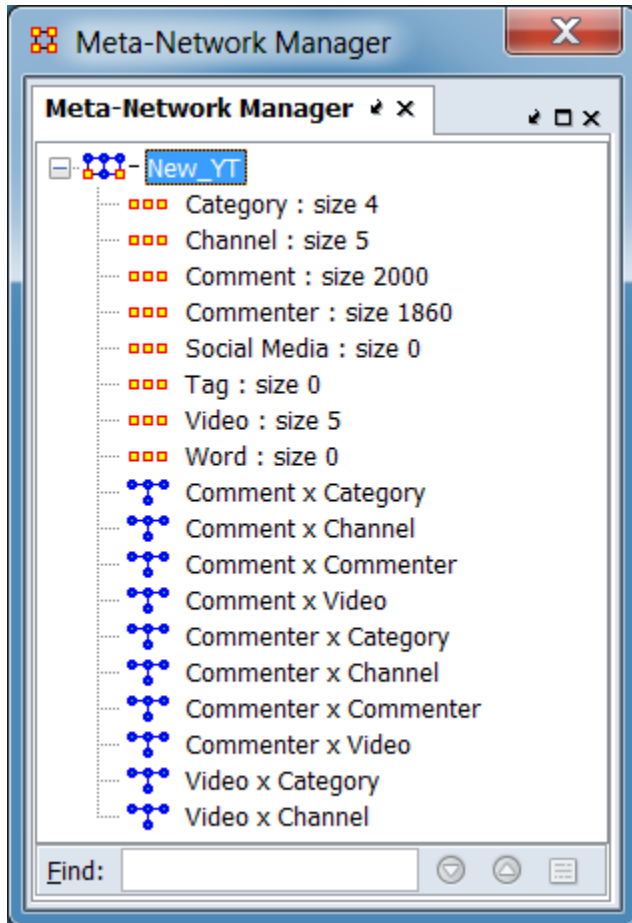 Meta-Network Manager
Meta-Network Manager
New_YT
Category : size 4
Channel : size 5
Comment : size 2000
Commenter : size 1860
Social Media : size 0
Tag : size 0
Video : size 5
Word : size 0
Comment x Category
Comment x Channel
Comment x Commenter
Comment x Video
Commenter x Category
Commenter x Channel
Commenter x Commenter
Commenter x Video
Video x Category
Video x Channel
Find: